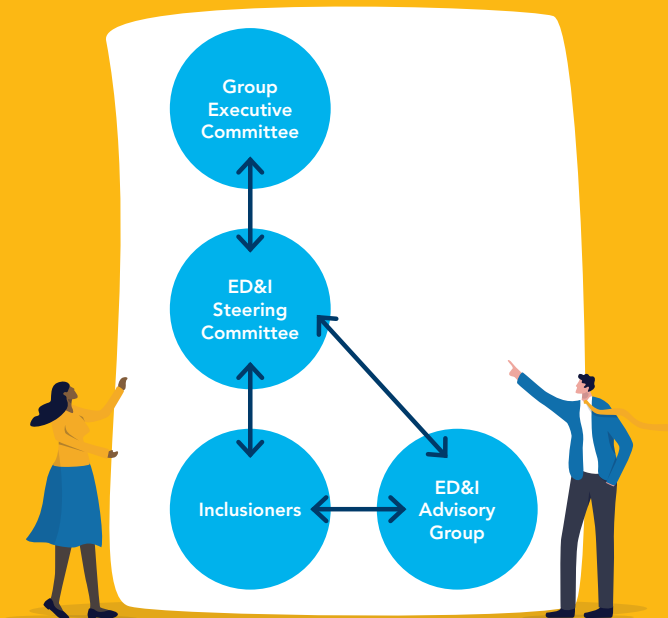 Group
Executive
Committee
ED&I
Steering
Committee
Inclusioners
ED&I
Advisory
Group